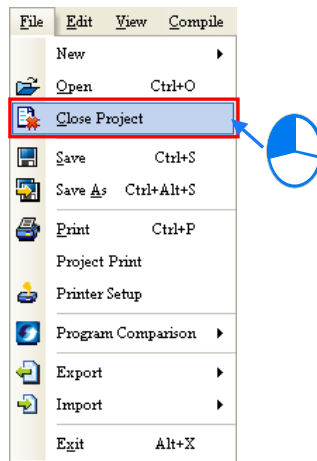 File Edit View Compile
New
Open Ctrl+O
Close Project
Save Ctrl+S
Save As Ctrl+Alt+S
Print Ctrl+P
Project Print
Printer Setup
Program Comparison
Export
Import
Exit Alt+X